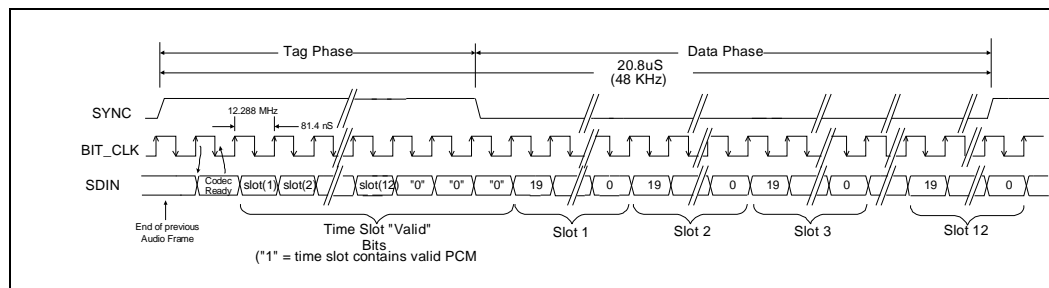 Tag Phase
Data Phase
20.8uS
(48 KHz)
SYNC
12.288 MHz
81.4 nS
BIT_CLK
SDIN
Codec
Ready
slot(1)
slot(2)
slot(12)
"0"
"0"
"0"
19
0
19
0
19
0
19
0
End of previous
Audio Frame
Time Slot "Valid"
Bits
("1" = time slot contains valid PCM
Slot 1
Slot 2
Slot 3
Slot 12